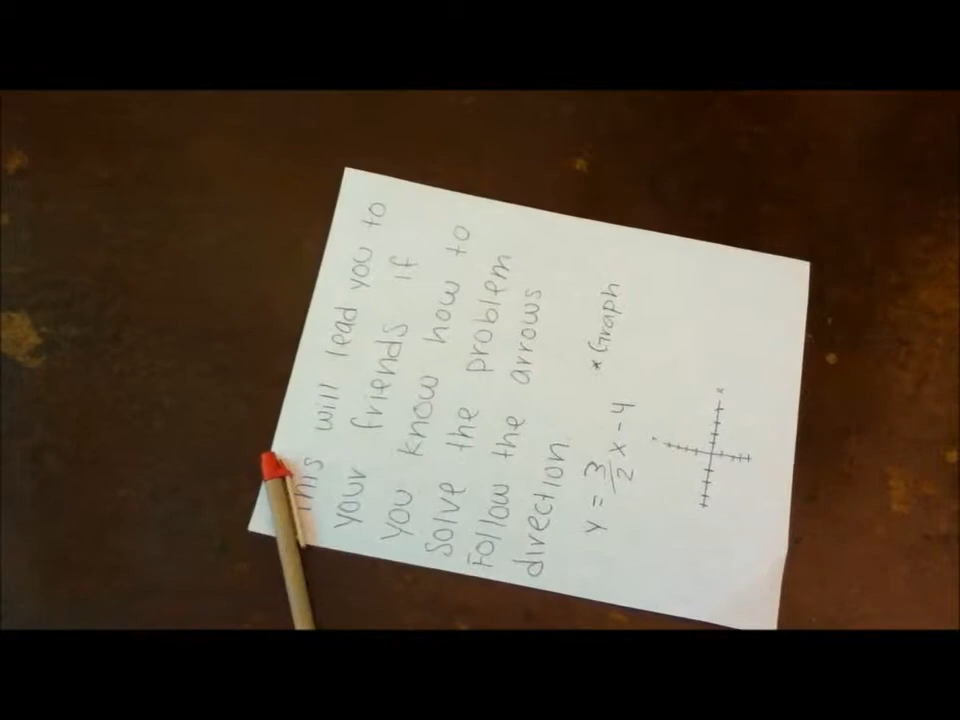 This will lead you to
your friends if
you know how to
solve the problem
Follow the arrows
direction.
y = 3/2 x - 4 * Graph